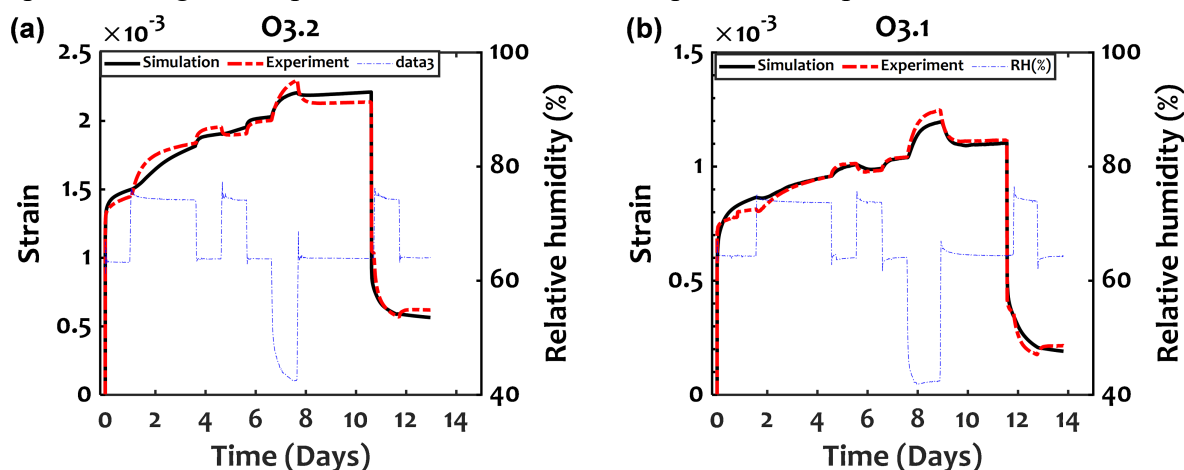 (a) ×10⁻³ O3.2
Simulation Experiment data3
Strain
2.5
2
1.5
1
0.5
0
100
80
60
40
Relative humidity (%)
0 2 4 6 8 10 12 14
Time (Days)
(b) ×10⁻³ O3.1
Simulation Experiment RH(%)
Strain
1.5
1
0.5
0
100
80
60
40
Relative humidity (%)
0 2 4 6 8 10 12 14
Time (Days)